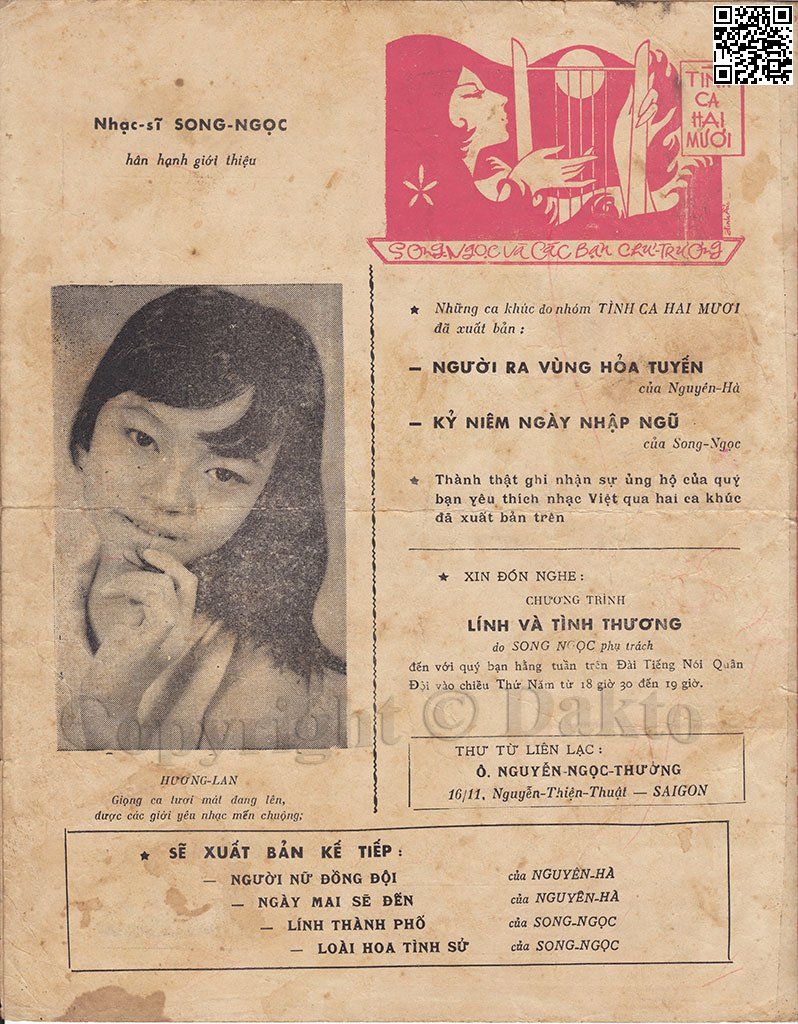 Nhạc-sĩ SONG-NGỌC
hân hạnh giới thiệu
TÌNH
CA
HAI
MƯƠI
SONG-NGỌC VÀ CÁC BẠN CHỦ-TRƯƠNG
★ Những ca khúc do nhóm TÌNH CA HAI MƯƠI
đã xuất bản :
– NGƯỜI RA VÙNG HỎA TUYẾN
của Nguyên-Hà
– KỶ NIỆM NGÀY NHẬP NGŨ
của Song-Ngọc
★ Thành thật ghi nhận sự ủng hộ của quý
bạn yêu thích nhạc Việt qua hai ca khúc
đã xuất bản trên
★ XIN ĐÓN NGHE :
CHƯƠNG TRÌNH
LÍNH VÀ TÌNH THƯƠNG
do SONG NGỌC phụ trách
đến với quý bạn hằng tuần trên Đài Tiếng Nói Quân
Đội vào chiều Thứ Năm từ 18 giờ 30 đến 19 giờ.
Copyright © Dakto
THƯ TỪ LIÊN LẠC :
Ô. NGUYỄN-NGỌC-THƯỜNG
16/11, Nguyễn-Thiện-Thuật — SAIGON
HƯƠNG-LAN
Giọng ca tươi mát đang lên,
được các giới yêu nhạc mến chuộng;
★ SẼ XUẤT BẢN KẾ TIẾP :
— NGƯỜI NỮ ĐỒNG ĐỘI của NGUYÊN-HÀ
— NGÀY MAI SẼ ĐẾN của NGUYÊN-HÀ
— LÍNH THÀNH PHỐ của SONG-NGỌC
— LOÀI HOA TÌNH SỬ của SONG-NGỌC